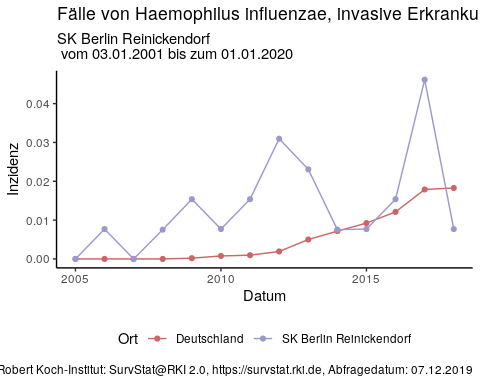 Fälle von Haemophilus influenzae, invasive Erkranku
SK Berlin Reinickendorf
vom 03.01.2001 bis zum 01.01.2020
Inzidenz
0.04
0.03
0.02
0.01
0.00
2005
2010
2015
Datum
Ort
Deutschland
SK Berlin Reinickendorf
Robert Koch-Institut: SurvStat@RKI 2.0, https://survstat.rki.de, Abfragedatum: 07.12.2019